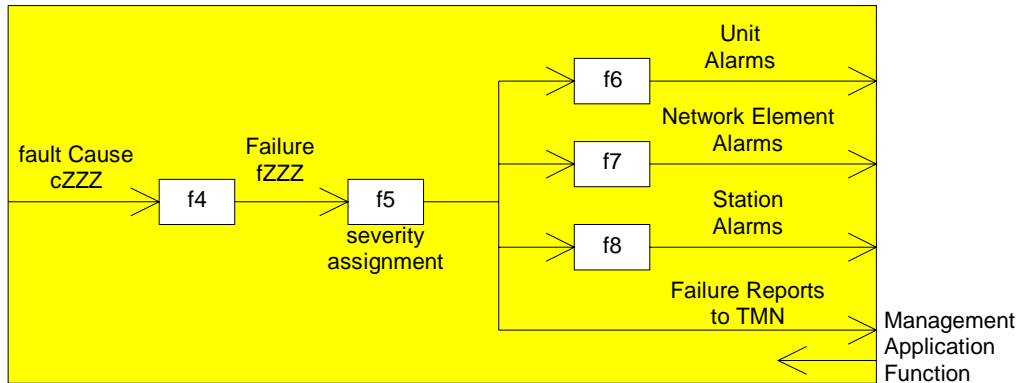 Unit
Alarms
f6
Network Element
Alarms
f7
fault Cause
cZZZ
f4
Failure
fZZZ
f5
severity
assignment
Station
Alarms
f8
Failure Reports
to TMN
Management
Application
Function